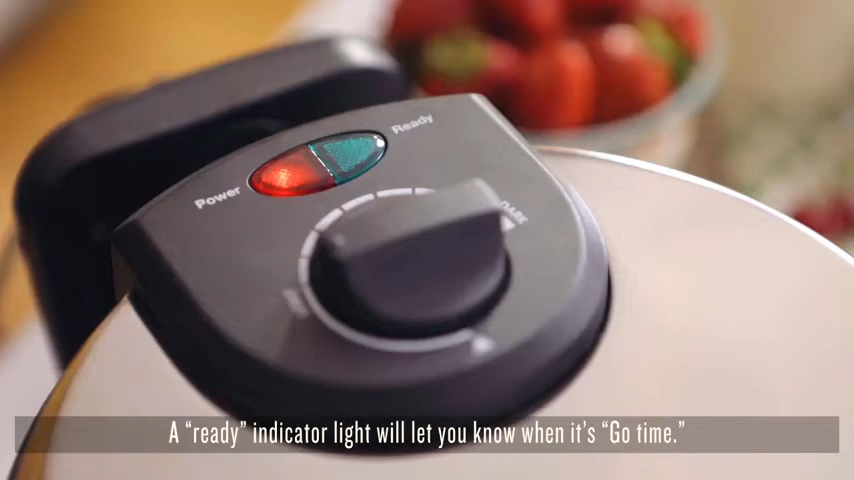 Ready
Power
DARK
A “ready” indicator light will let you know when it's “Go time.”